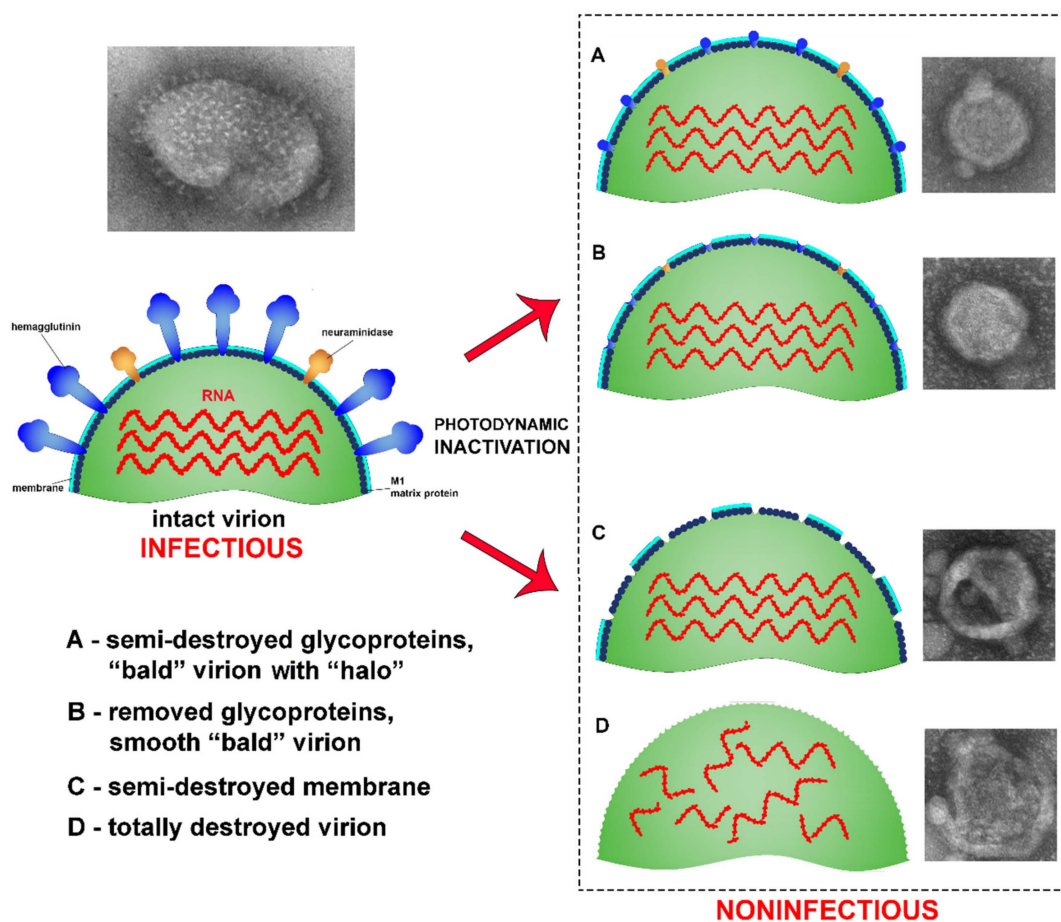 hemagglutinin
neuraminidase
RNA
membrane
M1
matrix protein
intact virion
INFECTIOUS
PHOTODYNAMIC
INACTIVATION
A - semi-destroyed glycoproteins,
“bald” virion with “halo”
B - removed glycoproteins,
smooth “bald” virion
C - semi-destroyed membrane
D - totally destroyed virion
A
B
C
D
NONINFECTIOUS